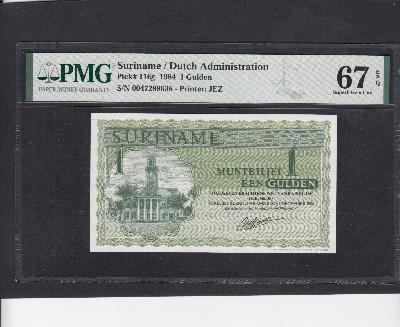 PMG
PAPER MONEY GUARANTY
Suriname / Dutch Administration
Pick# 116g 1984 1 Gulden
S/N 0047289636 - Printer: JEZ
67 EPQ
Superb Gem Unc
SURINAME
1
MUNTBILJET
1
EEN GULDEN